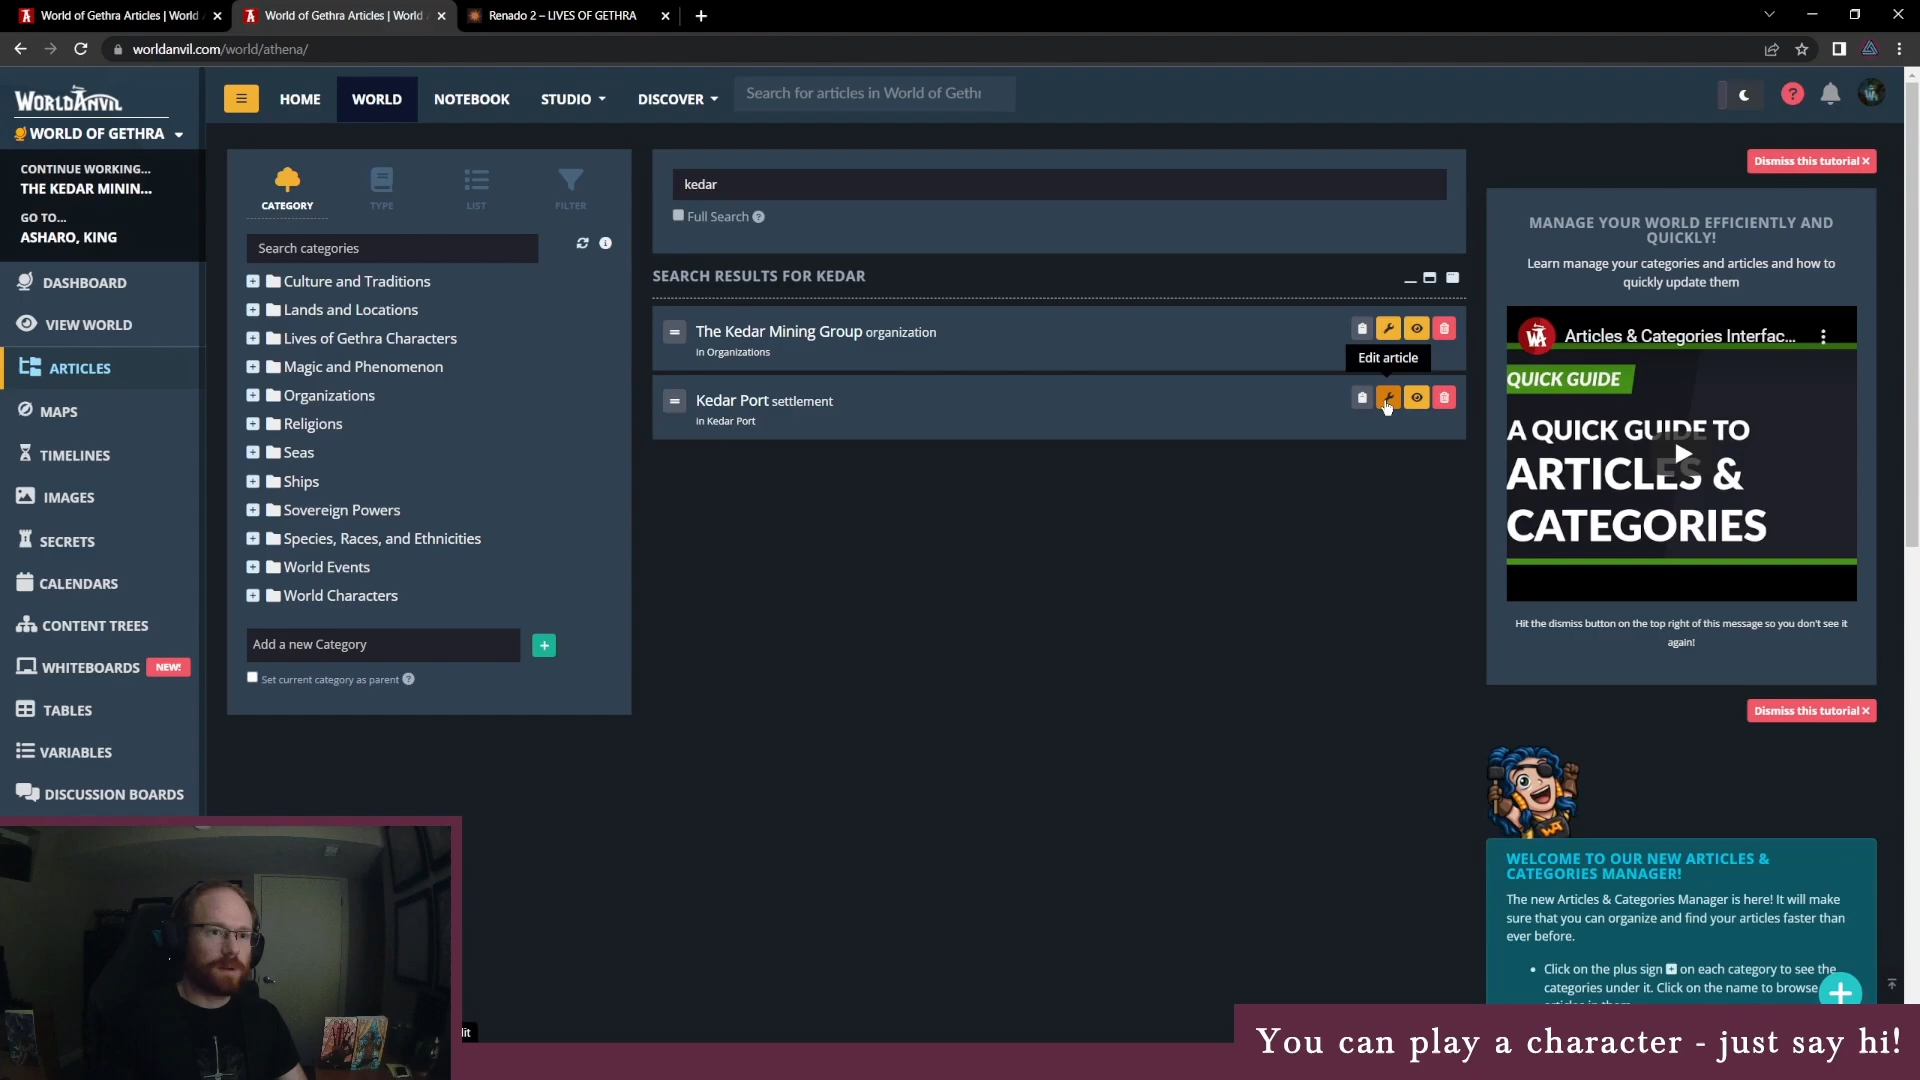 World of Gethra Articles | World
World of Gethra Articles | World
Renado 2 – LIVES OF GETHRA
worldanvil.com/world/athena/
WORLDANVIL
WORLD OF GETHRA
CONTINUE WORKING...
THE KEDAR MININ...
GO TO...
ASHARO, KING
DASHBOARD
VIEW WORLD
ARTICLES
MAPS
TIMELINES
IMAGES
SECRETS
CALENDARS
CONTENT TREES
WHITEBOARDS NEW!
TABLES
VARIABLES
DISCUSSION BOARDS
HOME
WORLD
NOTEBOOK
STUDIO
DISCOVER
Search for articles in World of Gethr
CATEGORY
TYPE
LIST
FILTER
Search categories
Culture and Traditions
Lands and Locations
Lives of Gethra Characters
Magic and Phenomenon
Organizations
Religions
Seas
Ships
Sovereign Powers
Species, Races, and Ethnicities
World Events
World Characters
Add a new Category
Set current category as parent
kedar
Full Search
SEARCH RESULTS FOR KEDAR
The Kedar Mining Group organization
in Organizations
Edit article
Kedar Port settlement
in Kedar Port
Dismiss this tutorial
MANAGE YOUR WORLD EFFICIENTLY AND
QUICKLY!
Learn manage your categories and articles and how to
quickly update them
Articles & Categories Interfac...
QUICK GUIDE
A QUICK GUIDE TO
ARTICLES &
CATEGORIES
Hit the dismiss button on the top right of this message so you don't see it
again!
Dismiss this tutorial
WA
WELCOME TO OUR NEW ARTICLES &
CATEGORIES MANAGER!
The new Articles & Categories Manager is here! It will make
sure that you can organize and find your articles faster than
ever before.
Click on the plus sign on each category to see the
categories under it. Click on the name to browse
lit
You can play a character - just say hi!